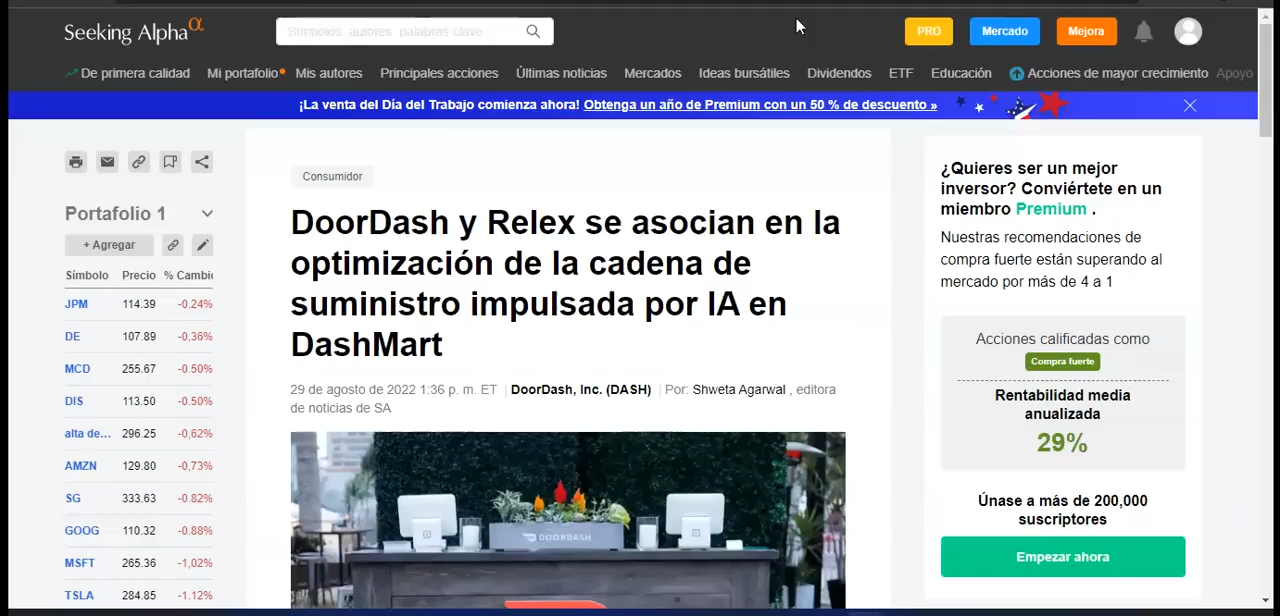 Seeking Alpha α
Símbolos, autores, palabras clave
PRO
Mercado
Mejora
De primera calidad
Mi portafolio
Mis autores
Principales acciones
Últimas noticias
Mercados
Ideas bursátiles
Dividendos
ETF
Educación
Acciones de mayor crecimiento
Apoyo
¡La venta del Día del Trabajo comienza ahora! Obtenga un año de Premium con un 50 % de descuento »
Portafolio 1
+ Agregar
Símbolo Precio % Cambio
JPM 114.39 -0.24%
DE 107.89 -0,36%
MCD 255.67 -0.50%
DIS 113.50 -0.50%
alta de... 296.25 -0,62%
AMZN 129.80 -0,73%
SG 333.63 -0.82%
GOOG 110.32 -0.88%
MSFT 265.36 -1,02%
TSLA 284.85 -1.12%
Consumidor
DoorDash y Relex se asocian en la
optimización de la cadena de
suministro impulsada por IA en
DashMart
29 de agosto de 2022 1:36 p. m. ET | DoorDash, Inc. (DASH) | Por: Shweta Agarwal , editora
de noticias de SA
DOORDASH
¿Quieres ser un mejor
inversor? Conviértete en un
miembro Premium .
Nuestras recomendaciones de
compra fuerte están superando al
mercado por más de 4 a 1
Acciones calificadas como
Compra fuerte
Rentabilidad media
anualizada
29%
Únase a más de 200,000
suscriptores
Empezar ahora